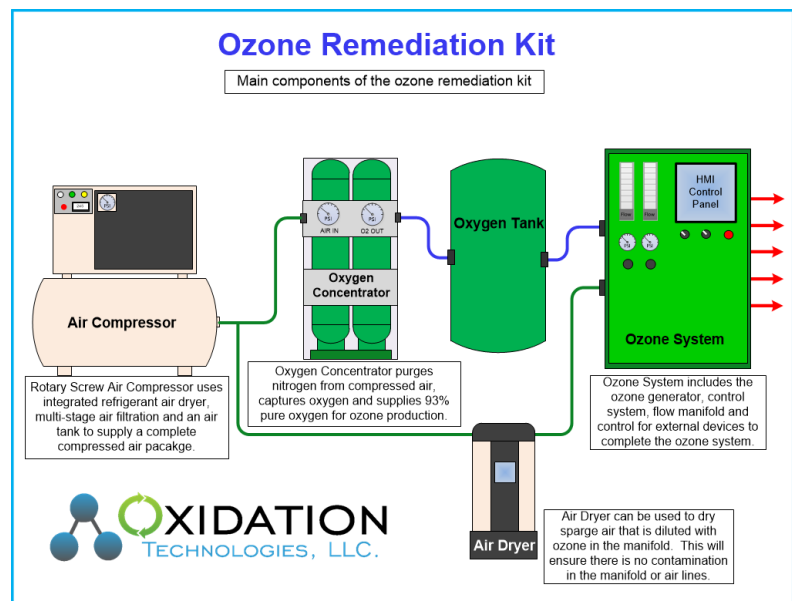 Ozone Remediation Kit
Main components of the ozone remediation kit
PSI
Air Compressor
Rotary Screw Air Compressor uses
integrated refrigerant air dryer,
multi-stage air filtration and an air
tank to supply a complete
compressed air pacakge.
PSI
PSI
AIR IN
O2 OUT
Oxygen
Concentrator
Oxygen Concentrator purges
nitrogen from compressed air,
captures oxygen and supplies 93%
pure oxygen for ozone production.
Oxygen Tank
HMI
Control
Panel
Flow
Flow
PSI
PSI
Ozone System
Ozone System includes the
ozone generator, control
system, flow manifold and
control for external devices to
complete the ozone system.
Air Dryer
Air Dryer can be used to dry
sparge air that is diluted with
ozone in the manifold. This will
ensure there is no contamination
in the manifold or air lines.
OXIDATION
TECHNOLOGIES, LLC.